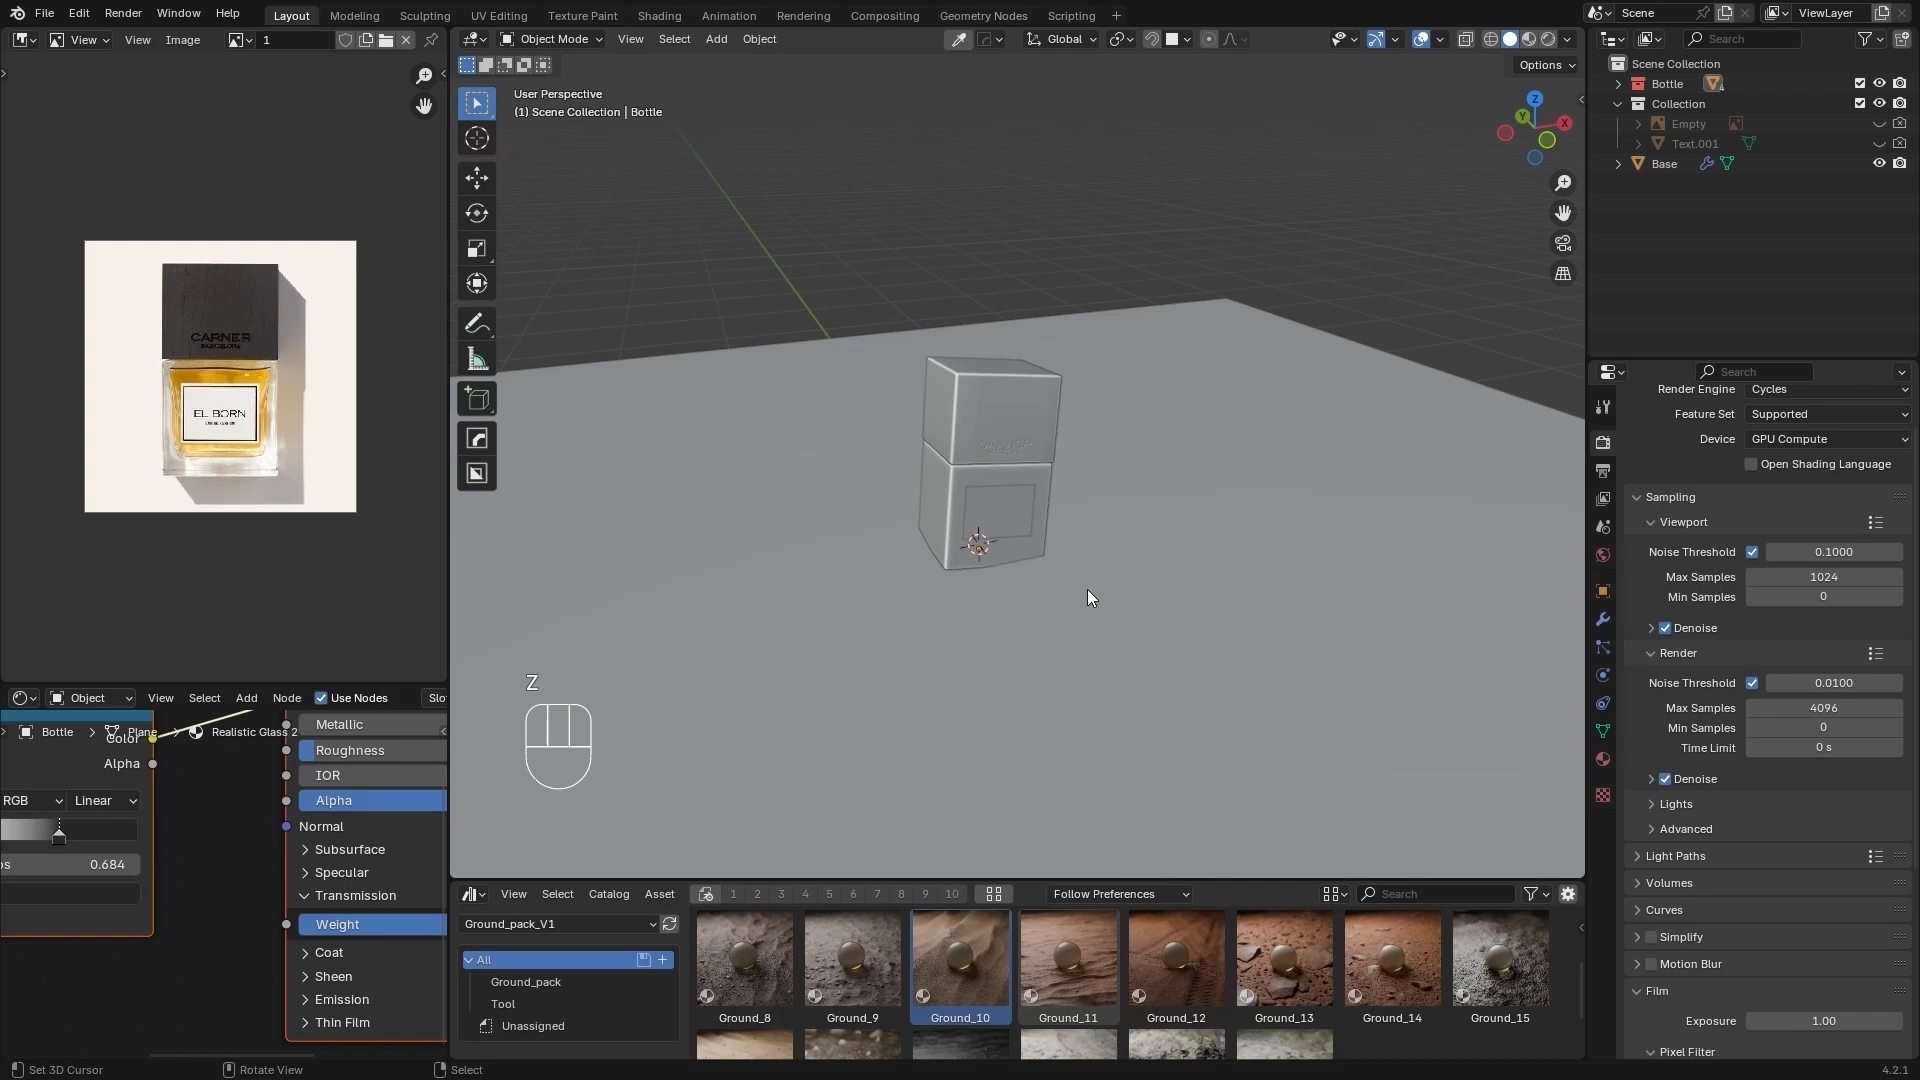 File Edit Render Window Help Layout Modeling Sculpting UV Editing Texture Paint Shading Animation Rendering Compositing Geometry Nodes Scripting Scene ViewLayer
View View Image 1 Object Mode View Select Add Object Global Search
Options
User Perspective
(1) Scene Collection | Bottle
Z
Y
X
Scene Collection
Bottle
Collection
Empty
Text.001
Base
CARNER
BARCELONA
EL BORN
Search
Render Engine Cycles
Feature Set Supported
Device GPU Compute
Open Shading Language
Sampling
Viewport
Noise Threshold 0.1000
Max Samples 1024
Min Samples 0
Denoise
Render
Noise Threshold 0.0100
Max Samples 4096
Min Samples 0
Time Limit 0 s
Denoise
Lights
Advanced
Light Paths
Volumes
Curves
Simplify
Motion Blur
Film
Exposure 1.00
Pixel Filter
Z
Object View Select Add Node Use Nodes Slo
Bottle Plane Realistic Glass 2
Color
Alpha
RGB Linear
os 0.684
Metallic
Roughness
IOR
Alpha
Normal
Subsurface
Specular
Transmission
Weight
Coat
Sheen
Emission
Thin Film
View Select Catalog Asset 1 2 3 4 5 6 7 8 9 10 Follow Preferences Search
Ground_pack_V1
All
Ground_pack
Tool
Unassigned
Ground_8 Ground_9 Ground_10 Ground_11 Ground_12 Ground_13 Ground_14 Ground_15
Set 3D Cursor Rotate View Select 4.2.1